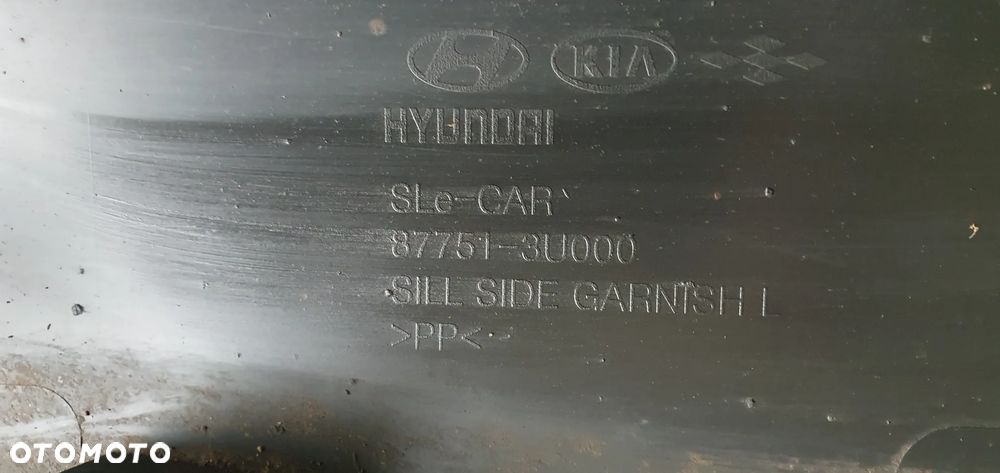 KIA
HYUNDAI
SLe-CAR
87751-3U000
SILL SIDE GARNISH L
>PP<
OTOMOTO